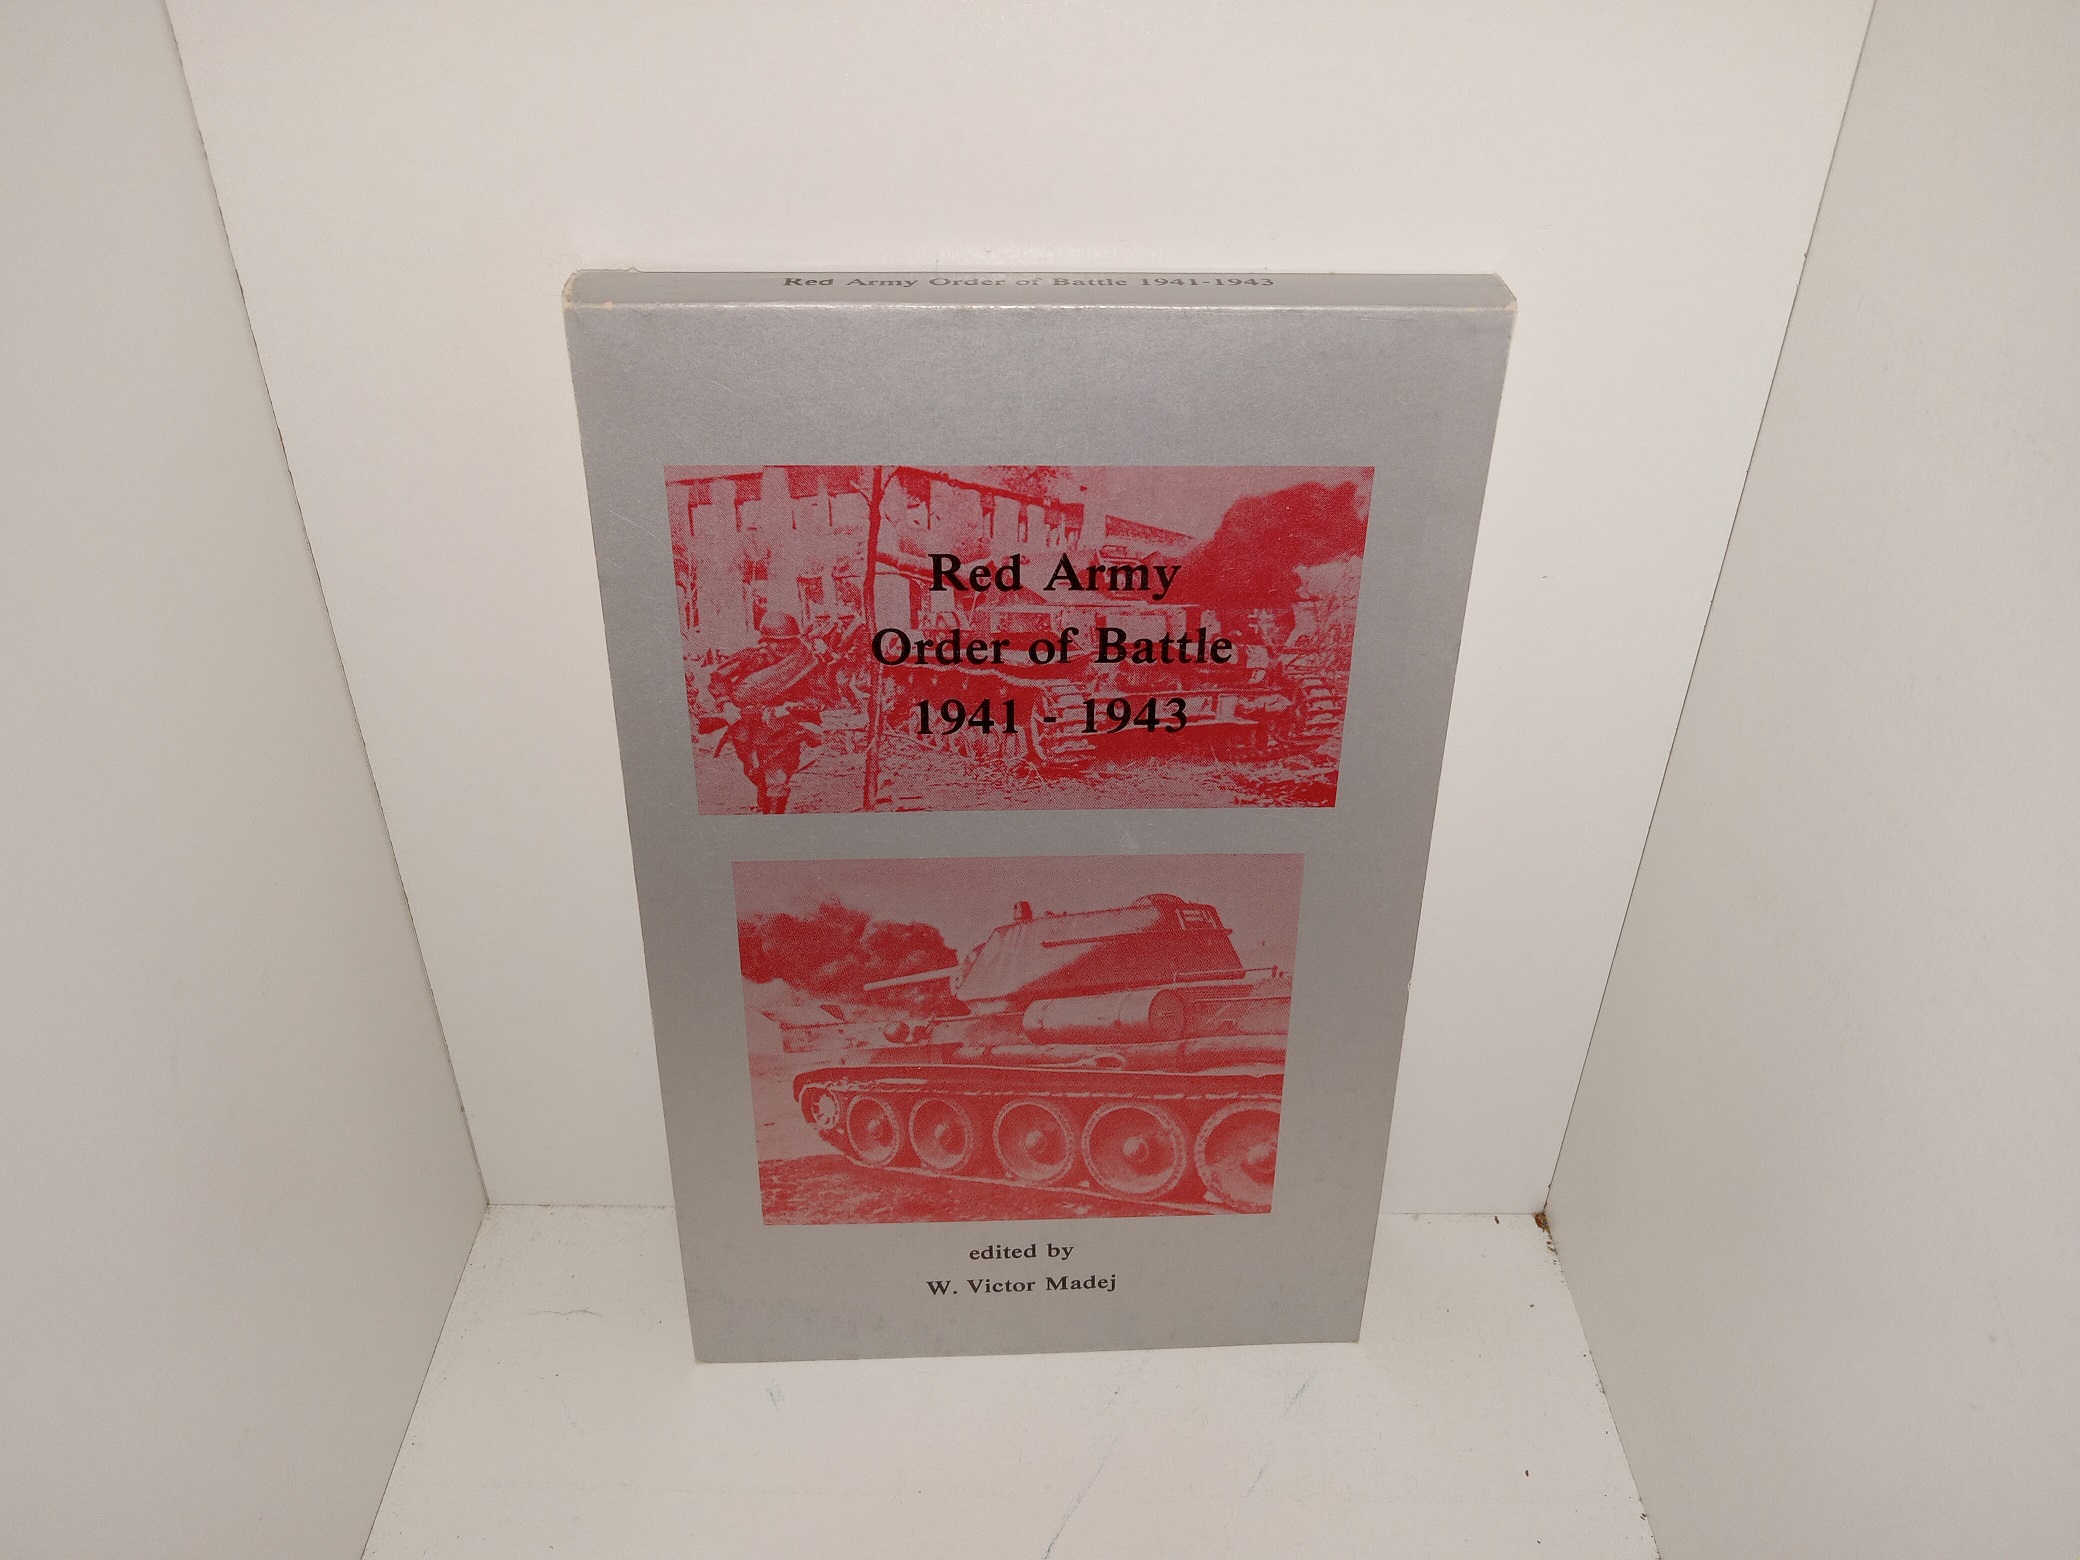 Red Army Order of Battle 1941-1943
Red Army
Order of Battle
1941 - 1943
edited by
W. Victor Madej